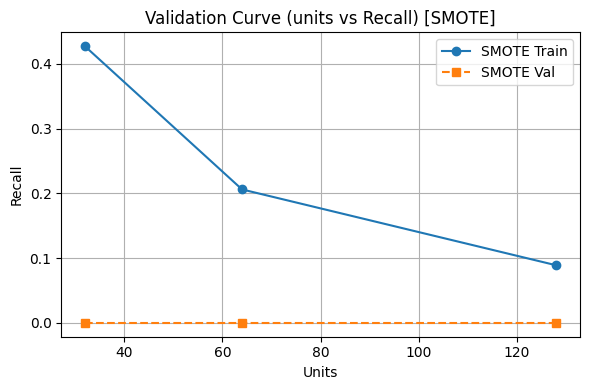 Validation Curve (units vs Recall) [SMOTE]
SMOTE Train
SMOTE Val
0.4
0.3
0.2
0.1
0.0
Recall
40
60
80
100
120
Units